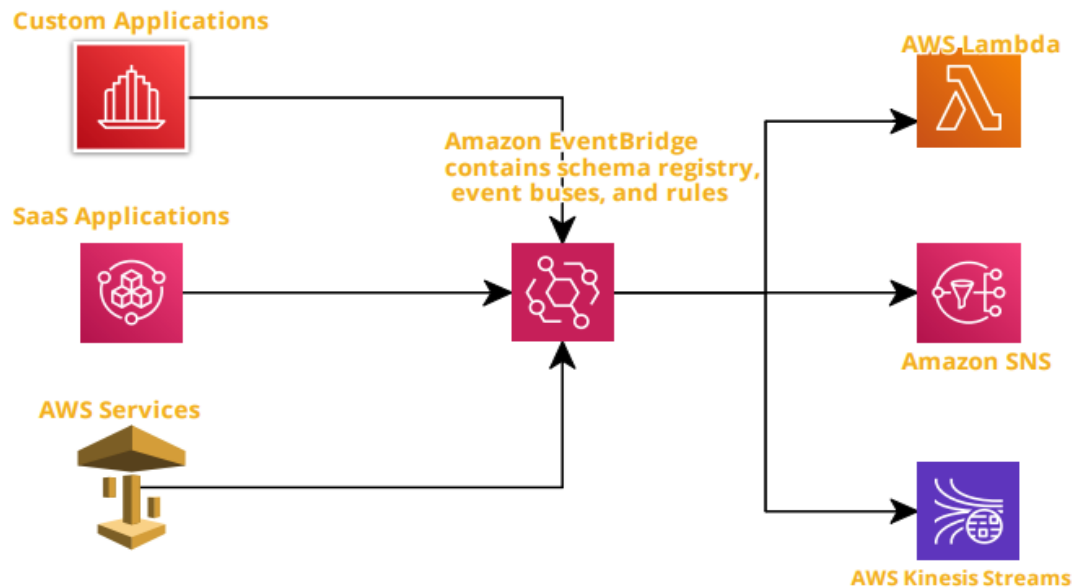 Custom Applications
AWS Lambda
Amazon EventBridge
contains schema registry,
event buses, and rules
SaaS Applications
Amazon SNS
AWS Services
AWS Kinesis Streams